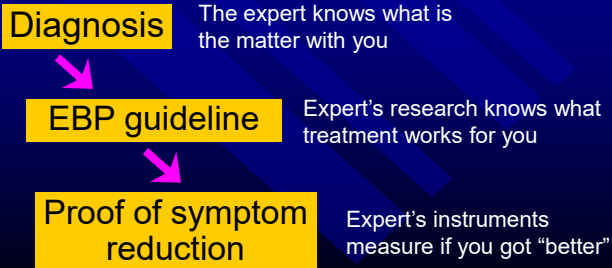 Diagnosis
The expert knows what is
the matter with you
EBP guideline
Expert's research knows what
treatment works for you
Proof of symptom
reduction
Expert's instruments
measure if you got “better”